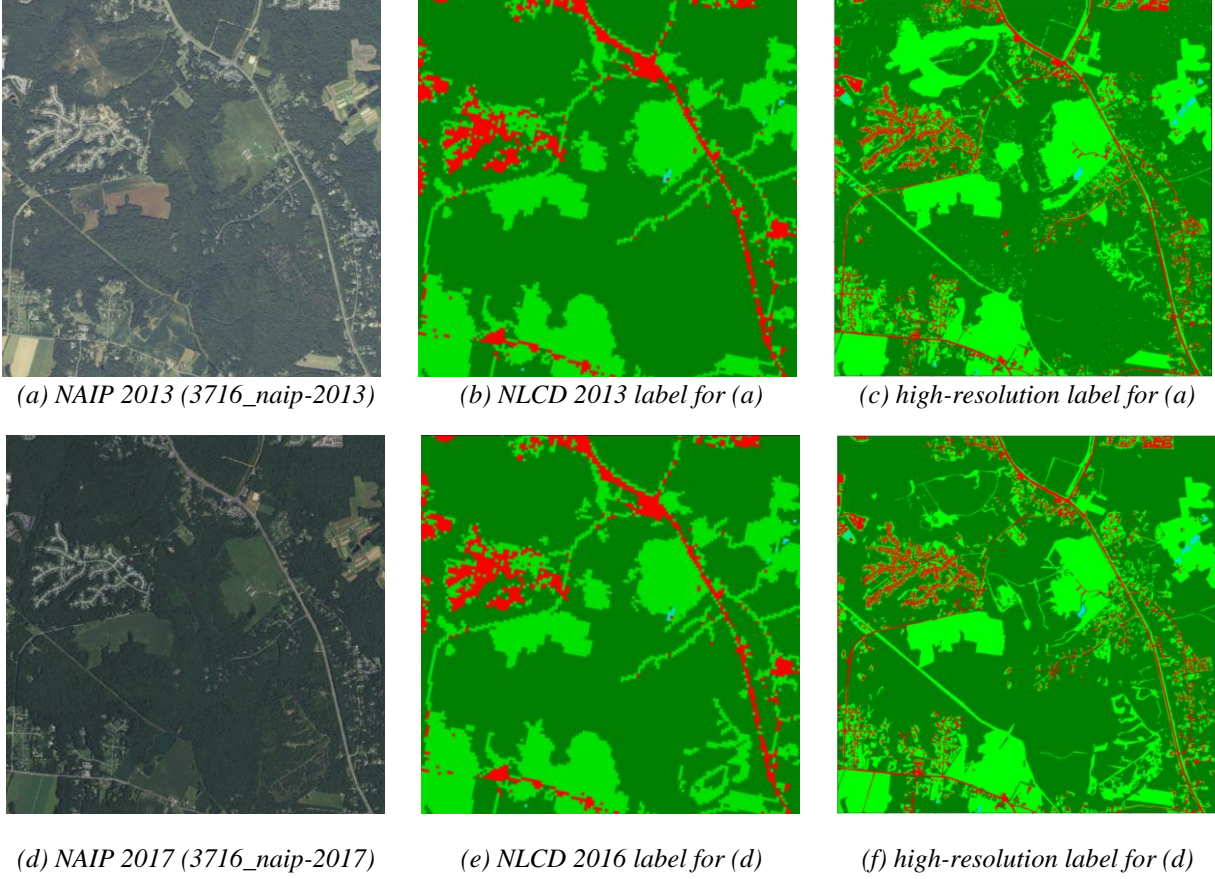 (a) NAIP 2013 (3716_naip-2013)
(b) NLCD 2013 label for (a)
(c) high-resolution label for (a)
(d) NAIP 2017 (3716_naip-2017)
(e) NLCD 2016 label for (d)
(f) high-resolution label for (d)